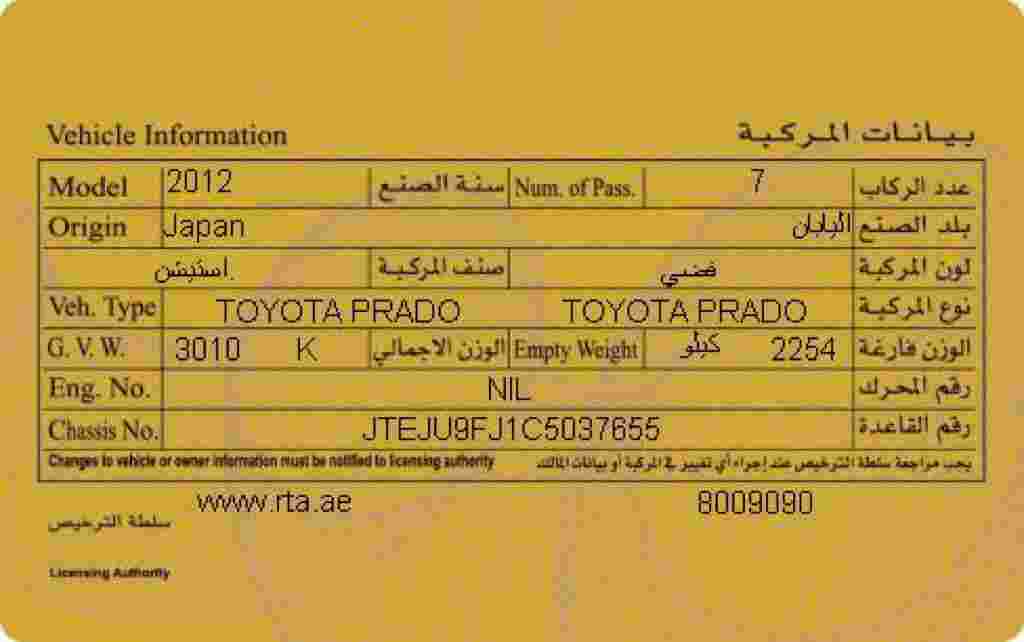 Vehicle Information بيانات المركبة
Model 2012 سنة الصنع Num. of Pass. 7 عدد الركاب
Origin Japan اليابان بلد الصنع
استيشن. صنف المركبة فضي لون المركبة
Veh. Type TOYOTA PRADO TOYOTA PRADO نوع المركبة
G. V. W. 3010 K الوزن الاجمالي Empty Weight كيلو 2254 الوزن فارغة
Eng. No. NIL رقم المحرك
Chassis No. JTEJU9FJ1C5037655 رقم القاعدة
Changes to vehicle or owner information must be notified to licensing authority يجب مراجعة سلطة الترخيص عند إجراء أي تغيير في المركبة أو بيانات المالك
www.rta.ae 8009090
سلطة الترخيص
Licensing Authority